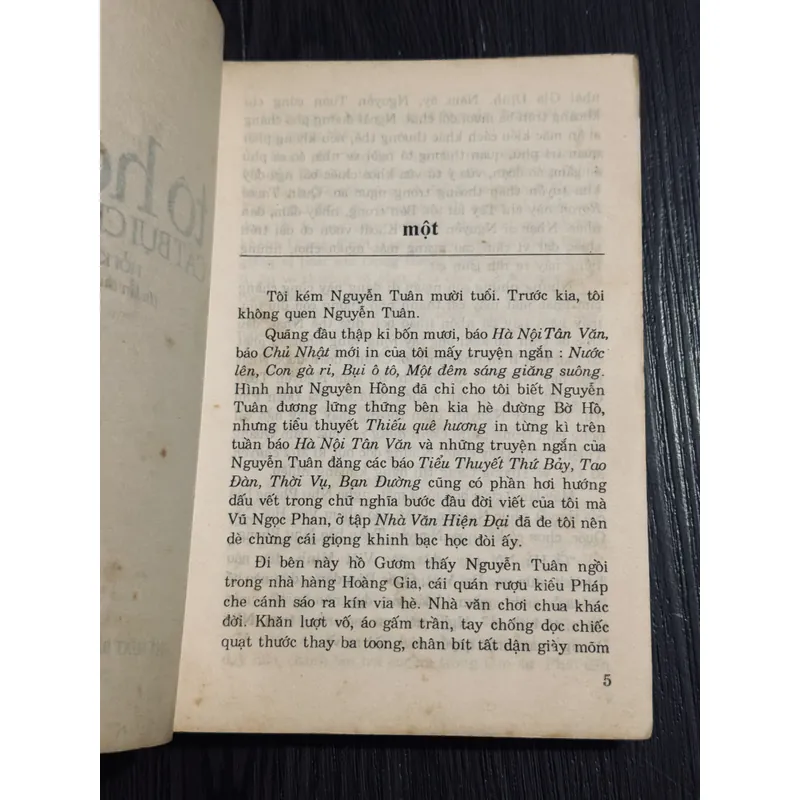 một
Tôi kém Nguyễn Tuân mười tuổi. Trước kia, tôi
không quen Nguyễn Tuân.
Quãng đầu thập kỉ bốn mươi, báo Hà Nội Tân Văn,
báo Chủ Nhật mới in của tôi mấy truyện ngắn : Nước
lên, Con gà ri, Bụi ô tô, Một đêm sáng giăng suông.
Hình như Nguyên Hồng đã chỉ cho tôi biết Nguyễn
Tuân đương lững thững bên kia hè đường Bờ Hồ,
nhưng tiểu thuyết Thiếu quê hương in từng kì trên
tuần báo Hà Nội Tân Văn và những truyện ngắn của
Nguyễn Tuân đăng các báo Tiểu Thuyết Thứ Bảy, Tao
Đàn, Thời Vụ, Bạn Đường cũng có phần hơi hướng
dấu vết trong chữ nghĩa bước đầu đời viết của tôi mà
Vũ Ngọc Phan, ở tập Nhà Văn Hiện Đại đã đe tôi nên
dè chừng cái giọng khinh bạc học đòi ấy.
Đi bên này hồ Gươm thấy Nguyễn Tuân ngồi
trong nhà hàng Hoàng Gia, cái quán rượu kiểu Pháp
che cánh sáo ra kín vỉa hè. Nhà văn chơi chua khác
đời. Khăn lượt vố, áo gấm trần, tay chống dọc chiếc
quạt thước thay ba toong, chân bít tất dận giày mõm
5